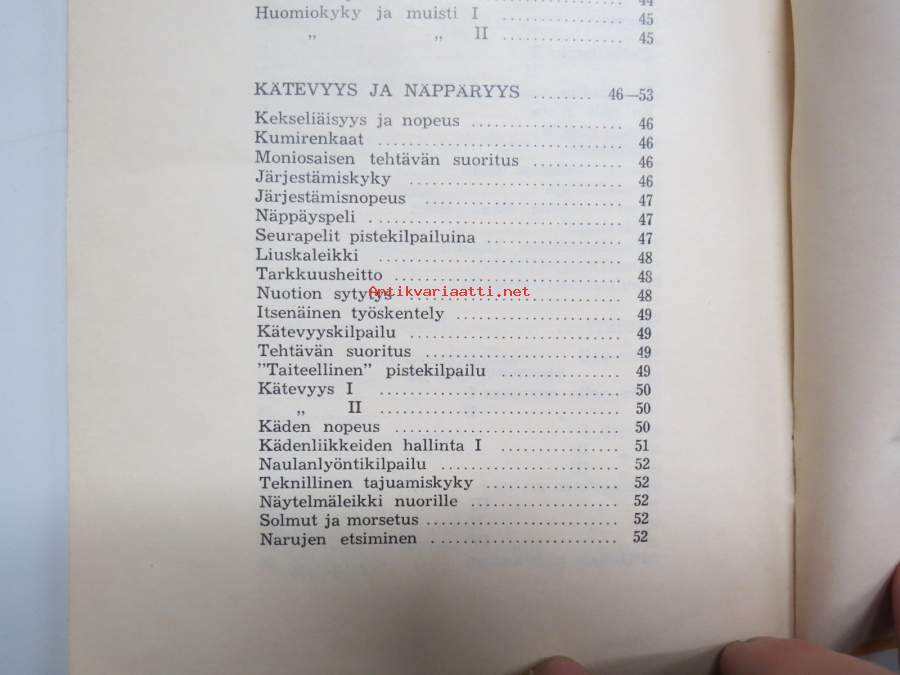 44
Huomiokyky ja muisti I .................. 45
„ „ II .................. 45
KÄTEVYYS JA NÄPPÄRYYS ........ 46—53
Kekseliäisyys ja nopeus .................. 46
Kumirenkaat .................. 46
Moniosaisen tehtävän suoritus .................. 46
Järjestämiskyky .................. 46
Järjestämisnopeus .................. 47
Näppäyspeli .................. 47
Seurapelit pistekilpailuina .................. 47
Liuskaleikki .................. 48
Tarkkuusheitto .................. 48
Nuotion sytytys .................. 48
Antikvariaatti.net
Itsenäinen työskentely .................. 49
Kätevyyskilpailu .................. 49
Tehtävän suoritus .................. 49
"Taiteellinen" pistekilpailu .................. 49
Kätevyys I .................. 50
„ II .................. 50
Käden nopeus .................. 50
Kädenliikkeiden hallinta I .................. 51
Naulanlyöntikilpailu .................. 52
Teknillinen tajuamiskyky .................. 52
Näytelmäleikki nuorille .................. 52
Solmut ja morsetus .................. 52
Narujen etsiminen .................. 52